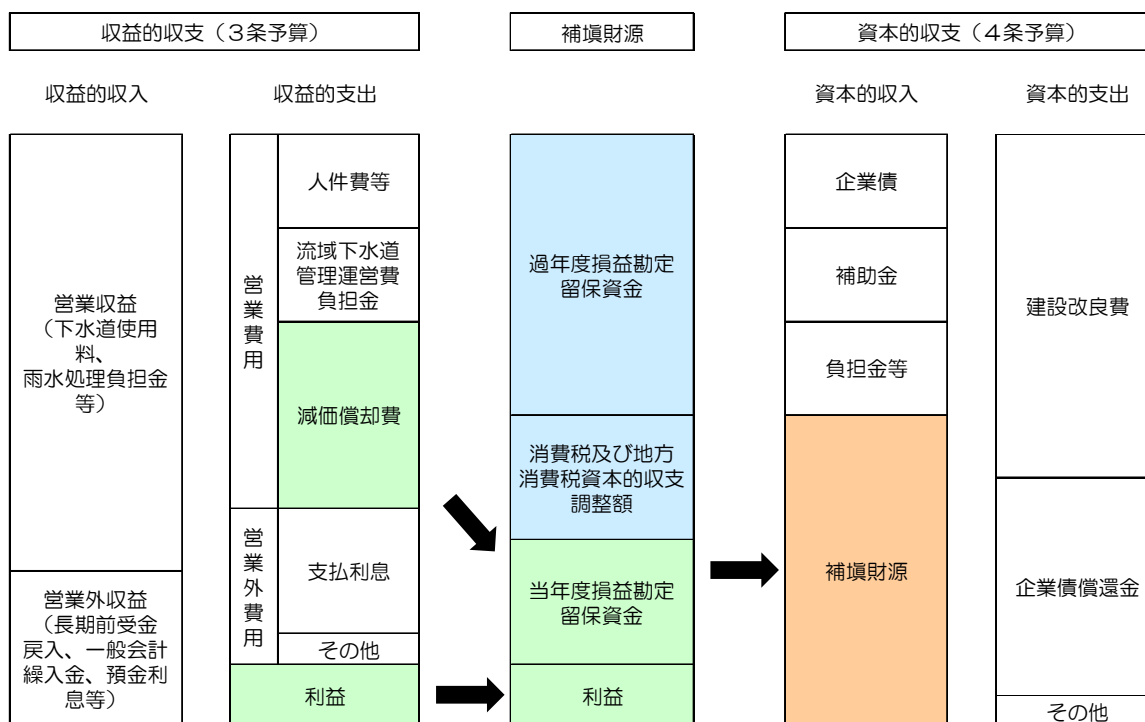 収益的収支（３条予算）
補塡財源
資本的収支（４条予算）
収益的収入
収益的支出
資本的収入
資本的支出
営業収益
（下水道使用
料、
雨水処理負担金
等）
営業外収益
（長期前受金
戻入、一般会計
繰入金、預金利
息等）
営業費用
人件費等
流域下水道
管理運営費
負担金
減価償却費
営業外費用
支払利息
その他
利益
過年度損益勘定
留保資金
消費税及び地方
消費税資本的収支
調整額
当年度損益勘定
留保資金
利益
企業債
補助金
負担金等
補塡財源
建設改良費
企業債償還金
その他